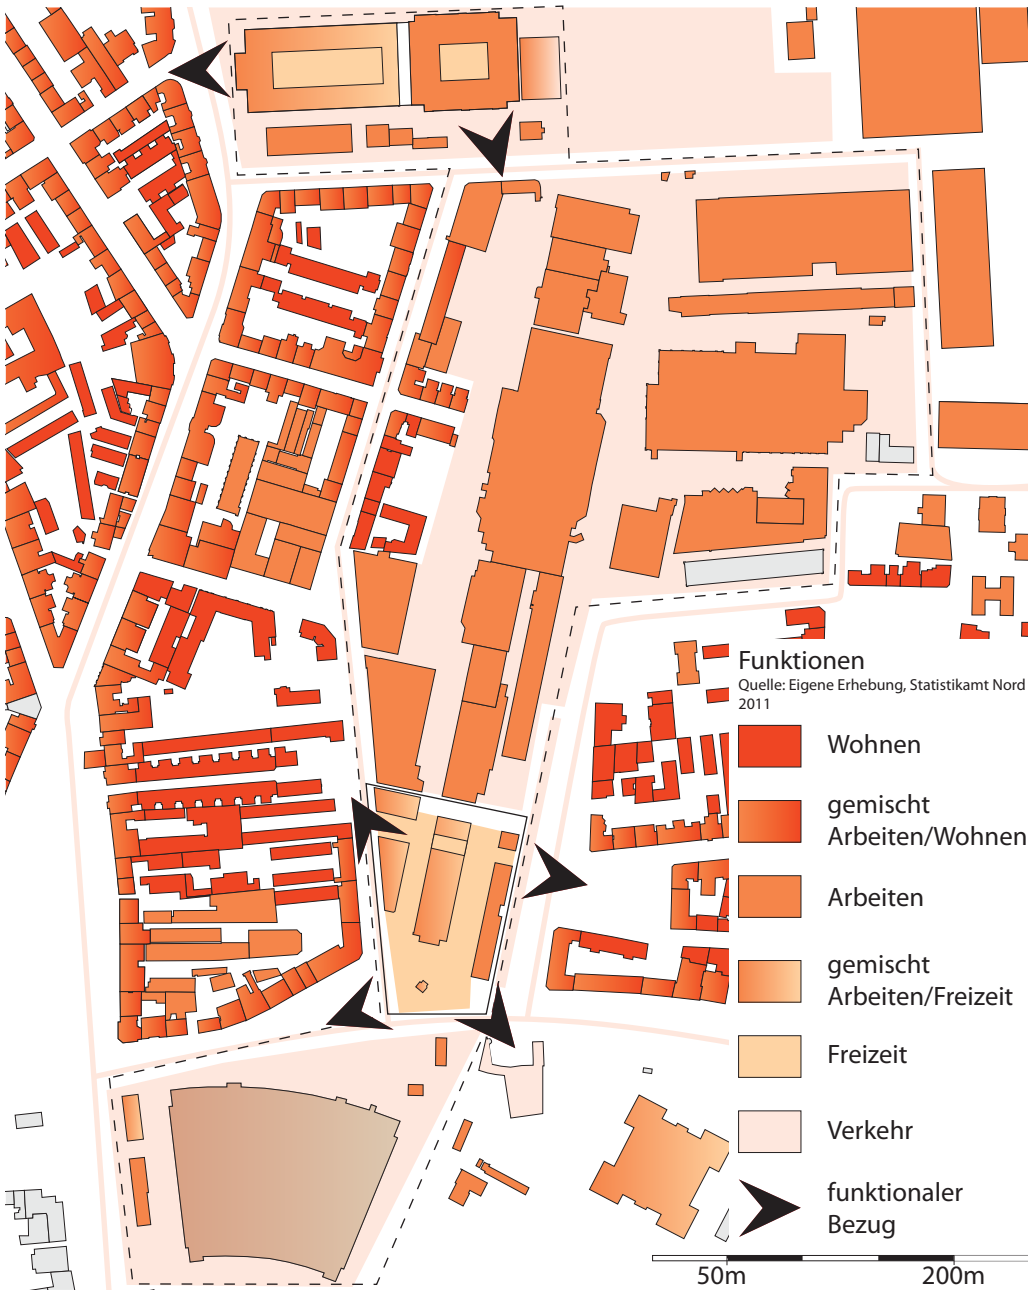 Funktionen
Quelle: Eigene Erhebung, Statistikamt Nord
2011
Wohnen
gemischt
Arbeiten/Wohnen
Arbeiten
gemischt
Arbeiten/Freizeit
Freizeit
Verkehr
funktionaler
Bezug
50m 200m